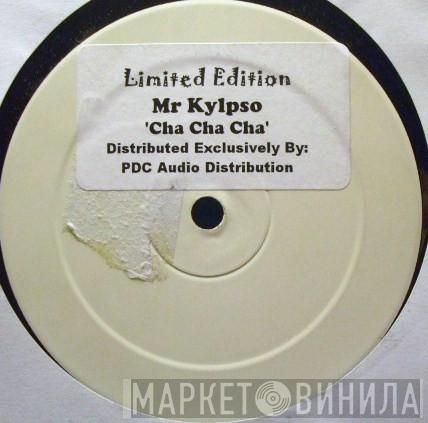 Limited Edition
Mr Kylpso
'Cha Cha Cha'
Distributed Exclusively By:
PDC Audio Distribution
МАРКЕТ ВИНИЛА